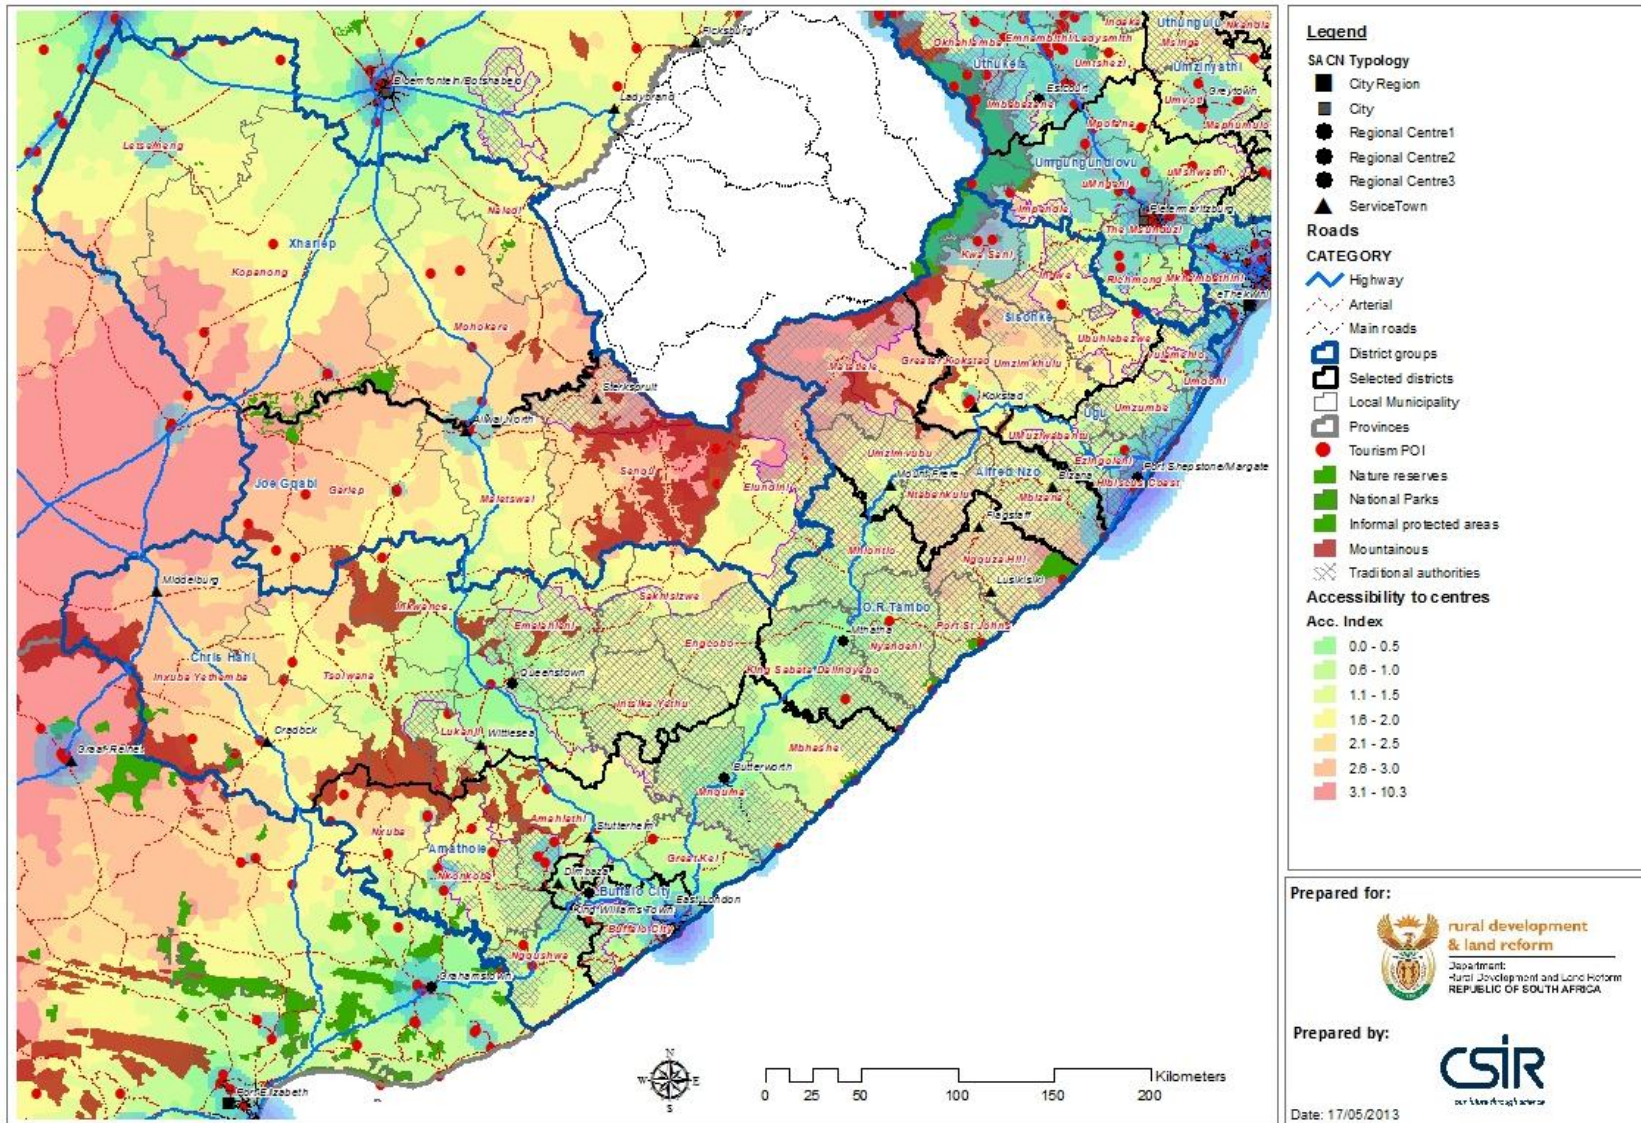 Ficksburg
Uthungulu
Nkandla
Indaka
Okhahlamba
Emnambithi/Ladysmith
Msinga
Uthukela
Umtshezi
Umzinyathi
Bloemfontein/Botshabelo
Estcourt
Ladybrand
Imbabazane
Umvoti
Greytown
Mpofana
Maphumulo
Letsemeng
Umgungundlovu
uMshwathi
uMngeni
Naledi
Impendle
Pietermaritzburg
The Msunduzi
Xhariep
Kwa Sani
Kopanong
Ingwe
Richmond
Mkhambathini
eThekwini
Sisonke
Mohokare
Ubuhlebezwe
Vulamehlo
Greater Kokstad
Umzimkhulu
Matatiele
Umdoni
Sterkspruit
Kokstad
Umzumbe
Ugu
Aliwal North
UMuziwabantu
Umzimvubu
Ezinqoleni
Senqu
Mount Frere
Alfred Nzo
Port Shepstone/Margate
Joe Gqabi
Gariep
Maletswai
Elundini
Bizana
Hibiscus Coast
Ntabankulu
Mbizana
Flagstaff
Mhlontlo
Ngquza Hill
Middelburg
Lusikisiki
Inkwanca
Sakhisizwe
O.R.Tambo
Emalahleni
Port St Johns
Mthatha
Engcobo
Nyandeni
Chris Hani
Inxuba Yethemba
Tsolwana
Queenstown
King Sabata Dalindyebo
Intsika Yethu
Cradock
Lukanji
Wittlesea
Graaf-Reinet
Mbhashe
Butterworth
Mnquma
Nxuba
Amahlathi
Stutterheim
Amathole
Great Kei
Nkonkobe
Dimbaza
Buffalo City
East London
King Williams Town
Buffalo City
Ngqushwa
Grahamstown
Port Elizabeth
N
W E
S
0 25 50 100 150 200
Kilometers
Legend
SACN Typology
City Region
City
Regional Centre1
Regional Centre2
Regional Centre3
ServiceTown
Roads
CATEGORY
Highway
Arterial
Main roads
District groups
Selected districts
Local Municipality
Provinces
Tourism POI
Nature reserves
National Parks
Informal protected areas
Mountainous
Traditional authorities
Accessibility to centres
Acc. Index
0.0 - 0.5
0.6 - 1.0
1.1 - 1.5
1.6 - 2.0
2.1 - 2.5
2.6 - 3.0
3.1 - 10.3
Prepared for:
rural development
& land reform
Department:
Rural Development and Land Reform
REPUBLIC OF SOUTH AFRICA
Prepared by:
CSIR
our future through science
Date: 17/05/2013